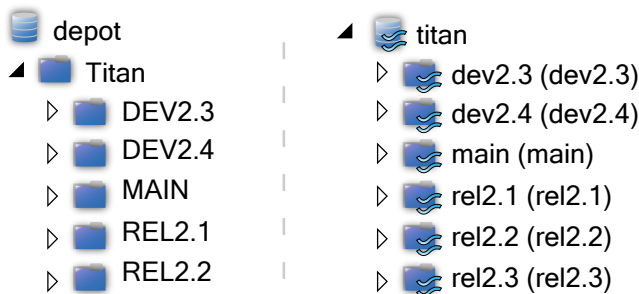 depot
Titan
DEV2.3
DEV2.4
MAIN
REL2.1
REL2.2
titan
dev2.3 (dev2.3)
dev2.4 (dev2.4)
main (main)
rel2.1 (rel2.1)
rel2.2 (rel2.2)
rel2.3 (rel2.3)